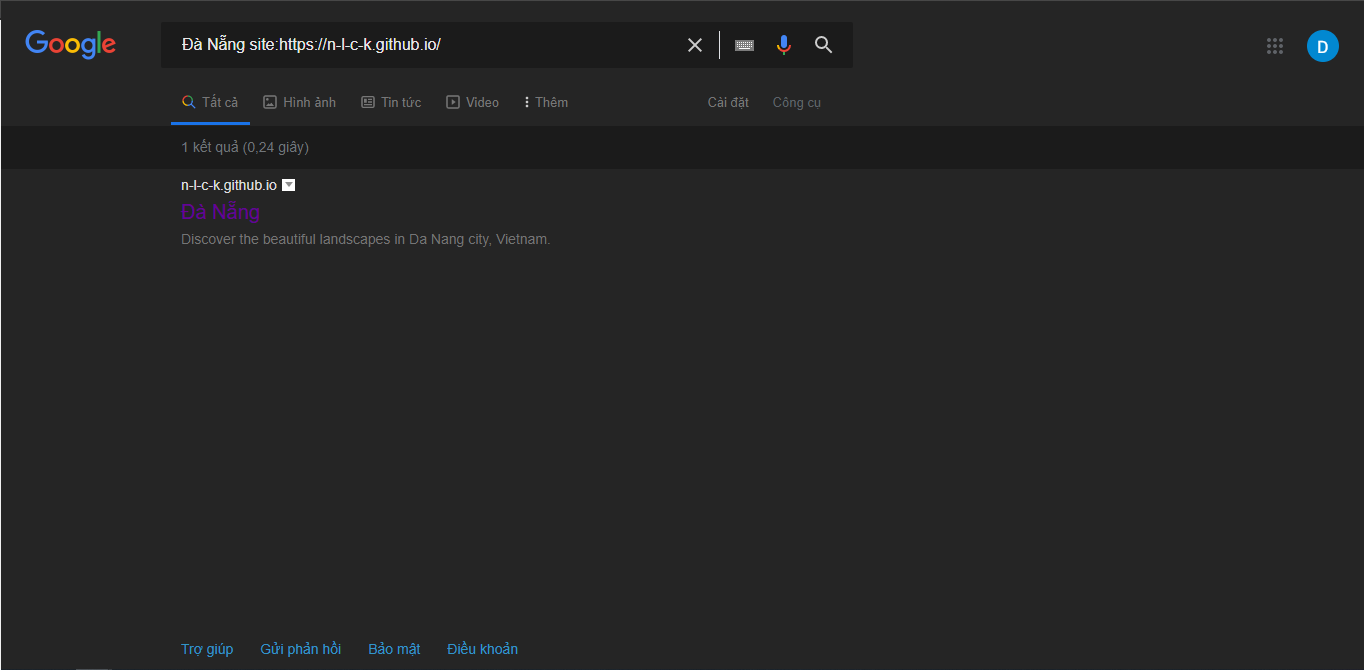 Google
Đà Nẵng site:https://n-l-c-k.github.io/
D
Tất cả Hình ảnh Tin tức Video Thêm Cài đặt Công cụ
1 kết quả (0,24 giây)
n-l-c-k.github.io
Đà Nẵng
Discover the beautiful landscapes in Da Nang city, Vietnam.
Trợ giúp Gửi phản hồi Bảo mật Điều khoản